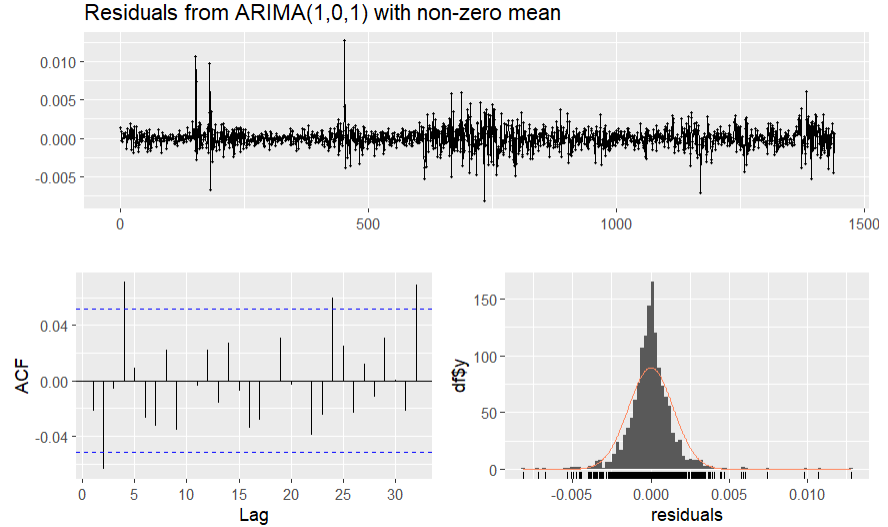 Residuals from ARIMA(1,0,1) with non-zero mean
0.010
0.005
0.000
-0.005
0 500 1000 1500
0.04
0.00
-0.04
ACF
0 5 10 15 20 25 30
Lag
150
100
50
0
df$y
-0.005 0.000 0.005 0.010
residuals